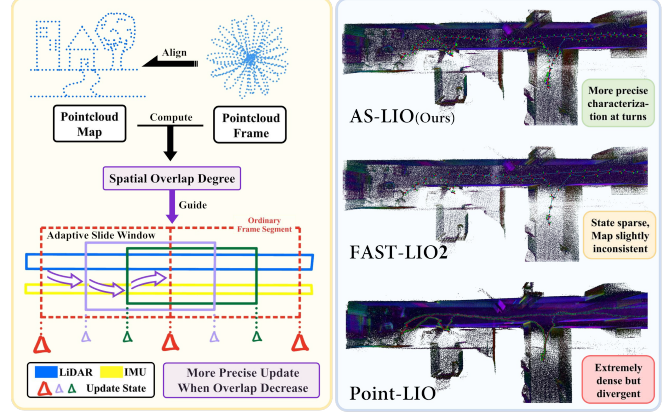 Align
Pointcloud
Map
Compute
Pointcloud
Frame
Spatial Overlap Degree
Guide
Ordinary
Frame Segment
Adaptive Slide Window
LiDAR
IMU
Update State
More Precise Update
When Overlap Decrease
AS-LIO(Ours)
More precise
characteriza-
tion at turns
FAST-LIO2
State sparse,
Map slightly
inconsistent
Point-LIO
Extremely
dense but
divergent